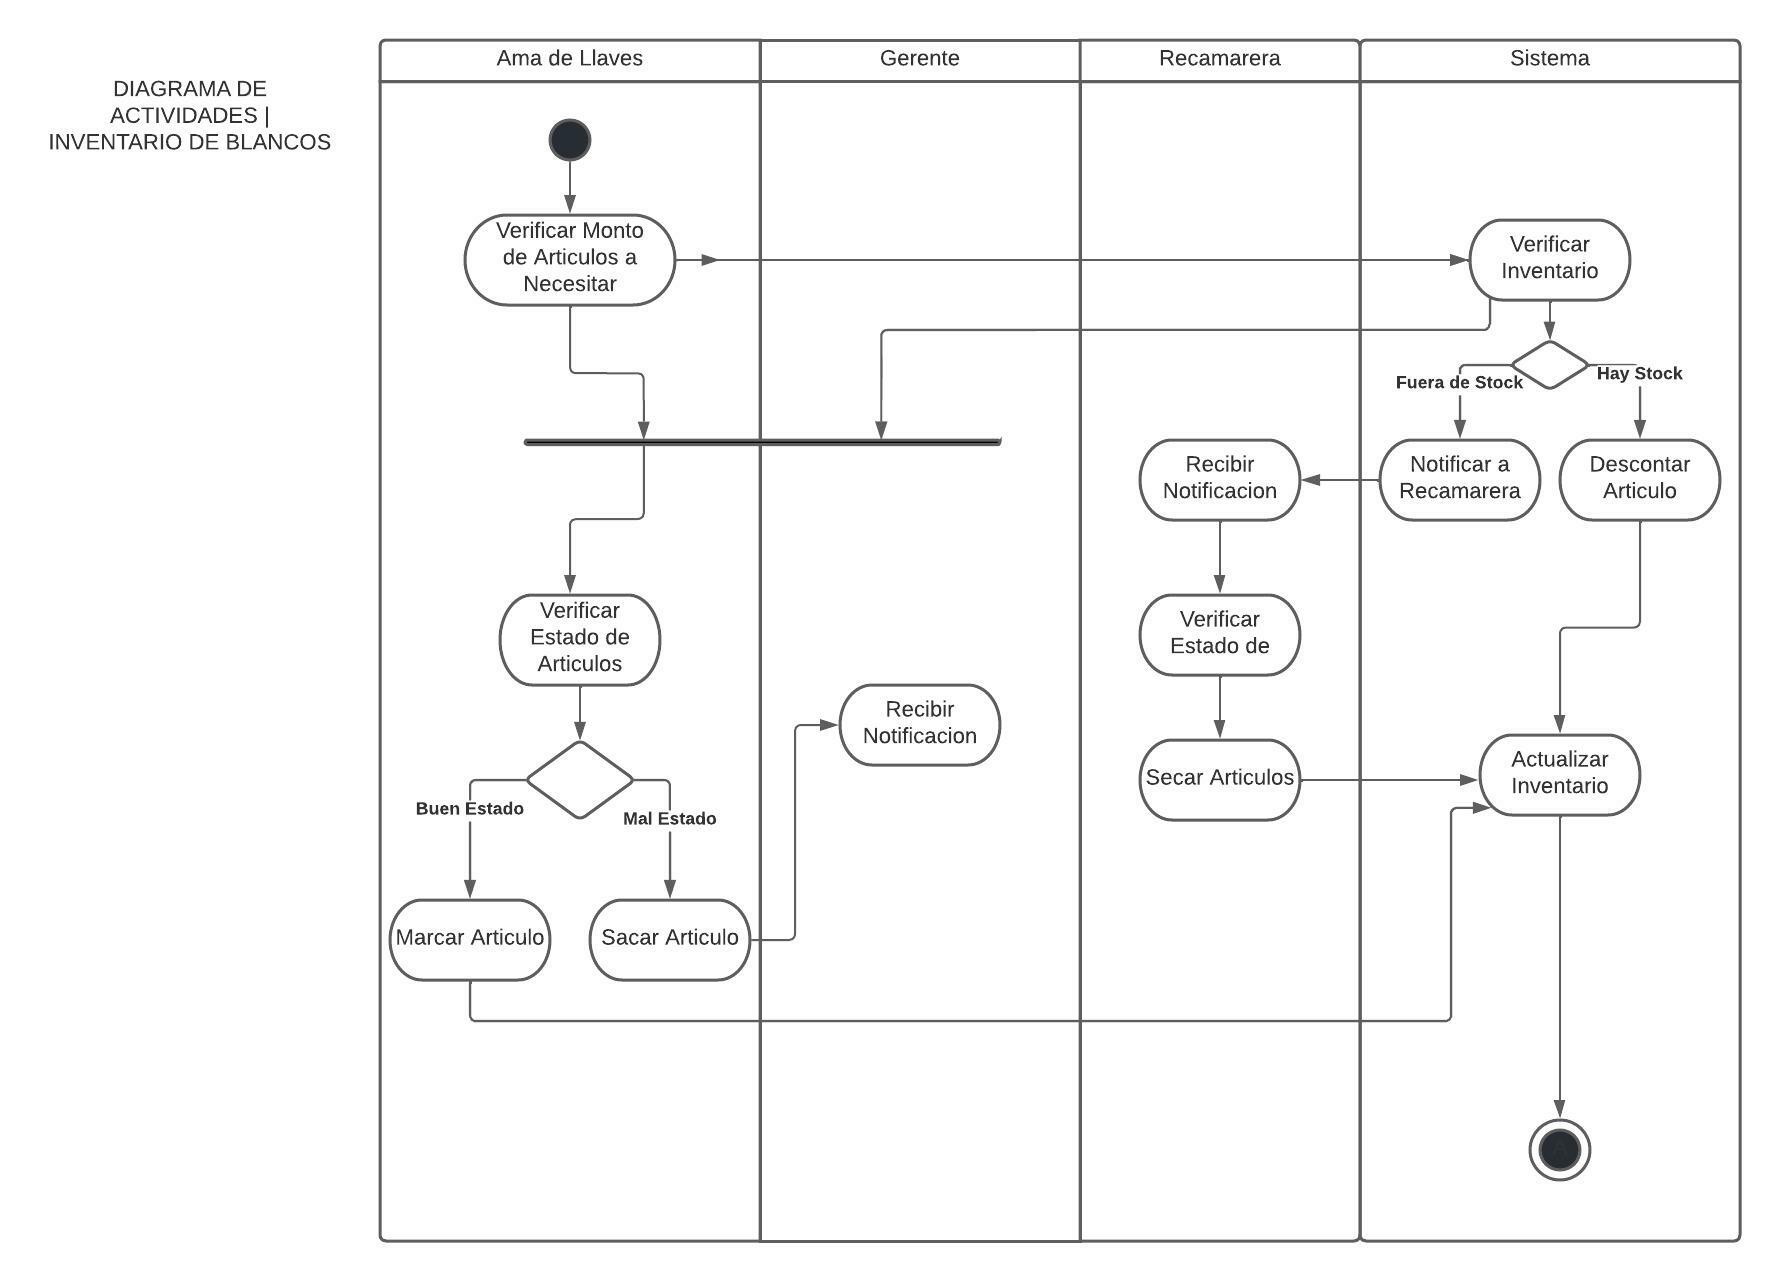 DIAGRAMA DE
ACTIVIDADES |
INVENTARIO DE BLANCOS
Ama de Llaves
Gerente
Recamarera
Sistema
Verificar Monto
de Articulos a
Necesitar
Verificar
Inventario
Fuera de Stock
Hay Stock
Recibir
Notificacion
Notificar a
Recamarera
Descontar
Articulo
Verificar
Estado de
Articulos
Verificar
Estado de
Recibir
Notificacion
Secar Articulos
Actualizar
Inventario
Buen Estado
Mal Estado
Marcar Articulo
Sacar Articulo